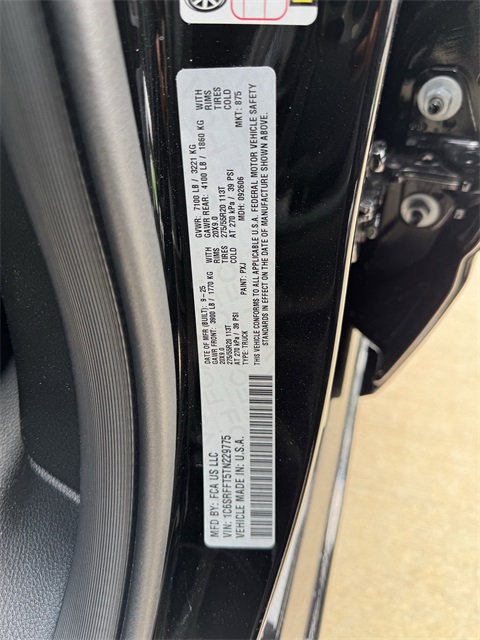 MFD BY: FCA US LLC
DATE OF MFR (BUILT): 9-25
GVWR: 7100 LB / 3221 KG
GAWR FRONT: 3900 LB / 1770 KG WITH
GAWR REAR: 4100 LB / 1860 KG WITH
20X9.0 RIMS
20X9.0 RIMS
275/55R20 113T TIRES
275/55R20 113T TIRES
AT 270 kPa / 39 PSI COLD
AT 270 kPa / 39 PSI COLD
TYPE: TRUCK
PAINT: PXJ
MDH: 092606
MKT: 875
THIS VEHICLE CONFORMS TO ALL APPLICABLE U.S.A. FEDERAL MOTOR VEHICLE SAFETY
STANDARDS IN EFFECT ON THE DATE OF MANUFACTURE SHOWN ABOVE.
VIN: 1C6SRFFT5TN229775
VEHICLE MADE IN: U.S.A.